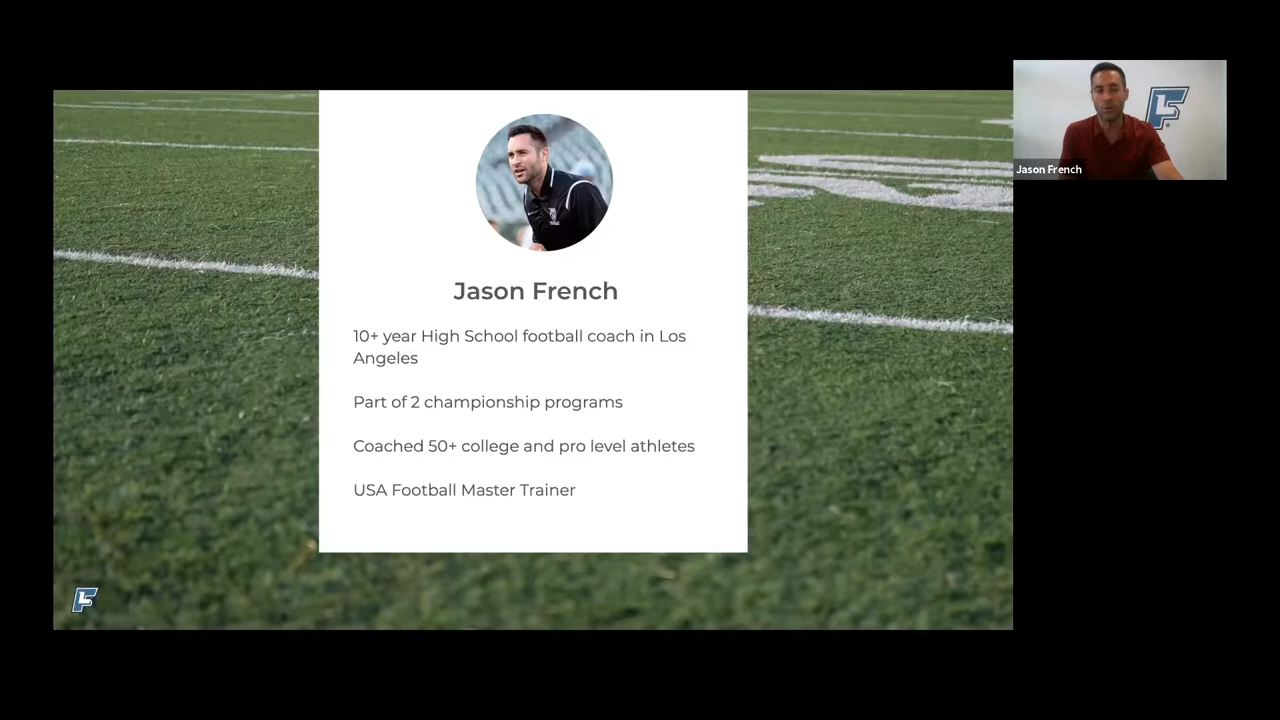 Jason French
10+ year High School football coach in Los
Angeles
Part of 2 championship programs
Coached 50+ college and pro level athletes
USA Football Master Trainer
Jason French